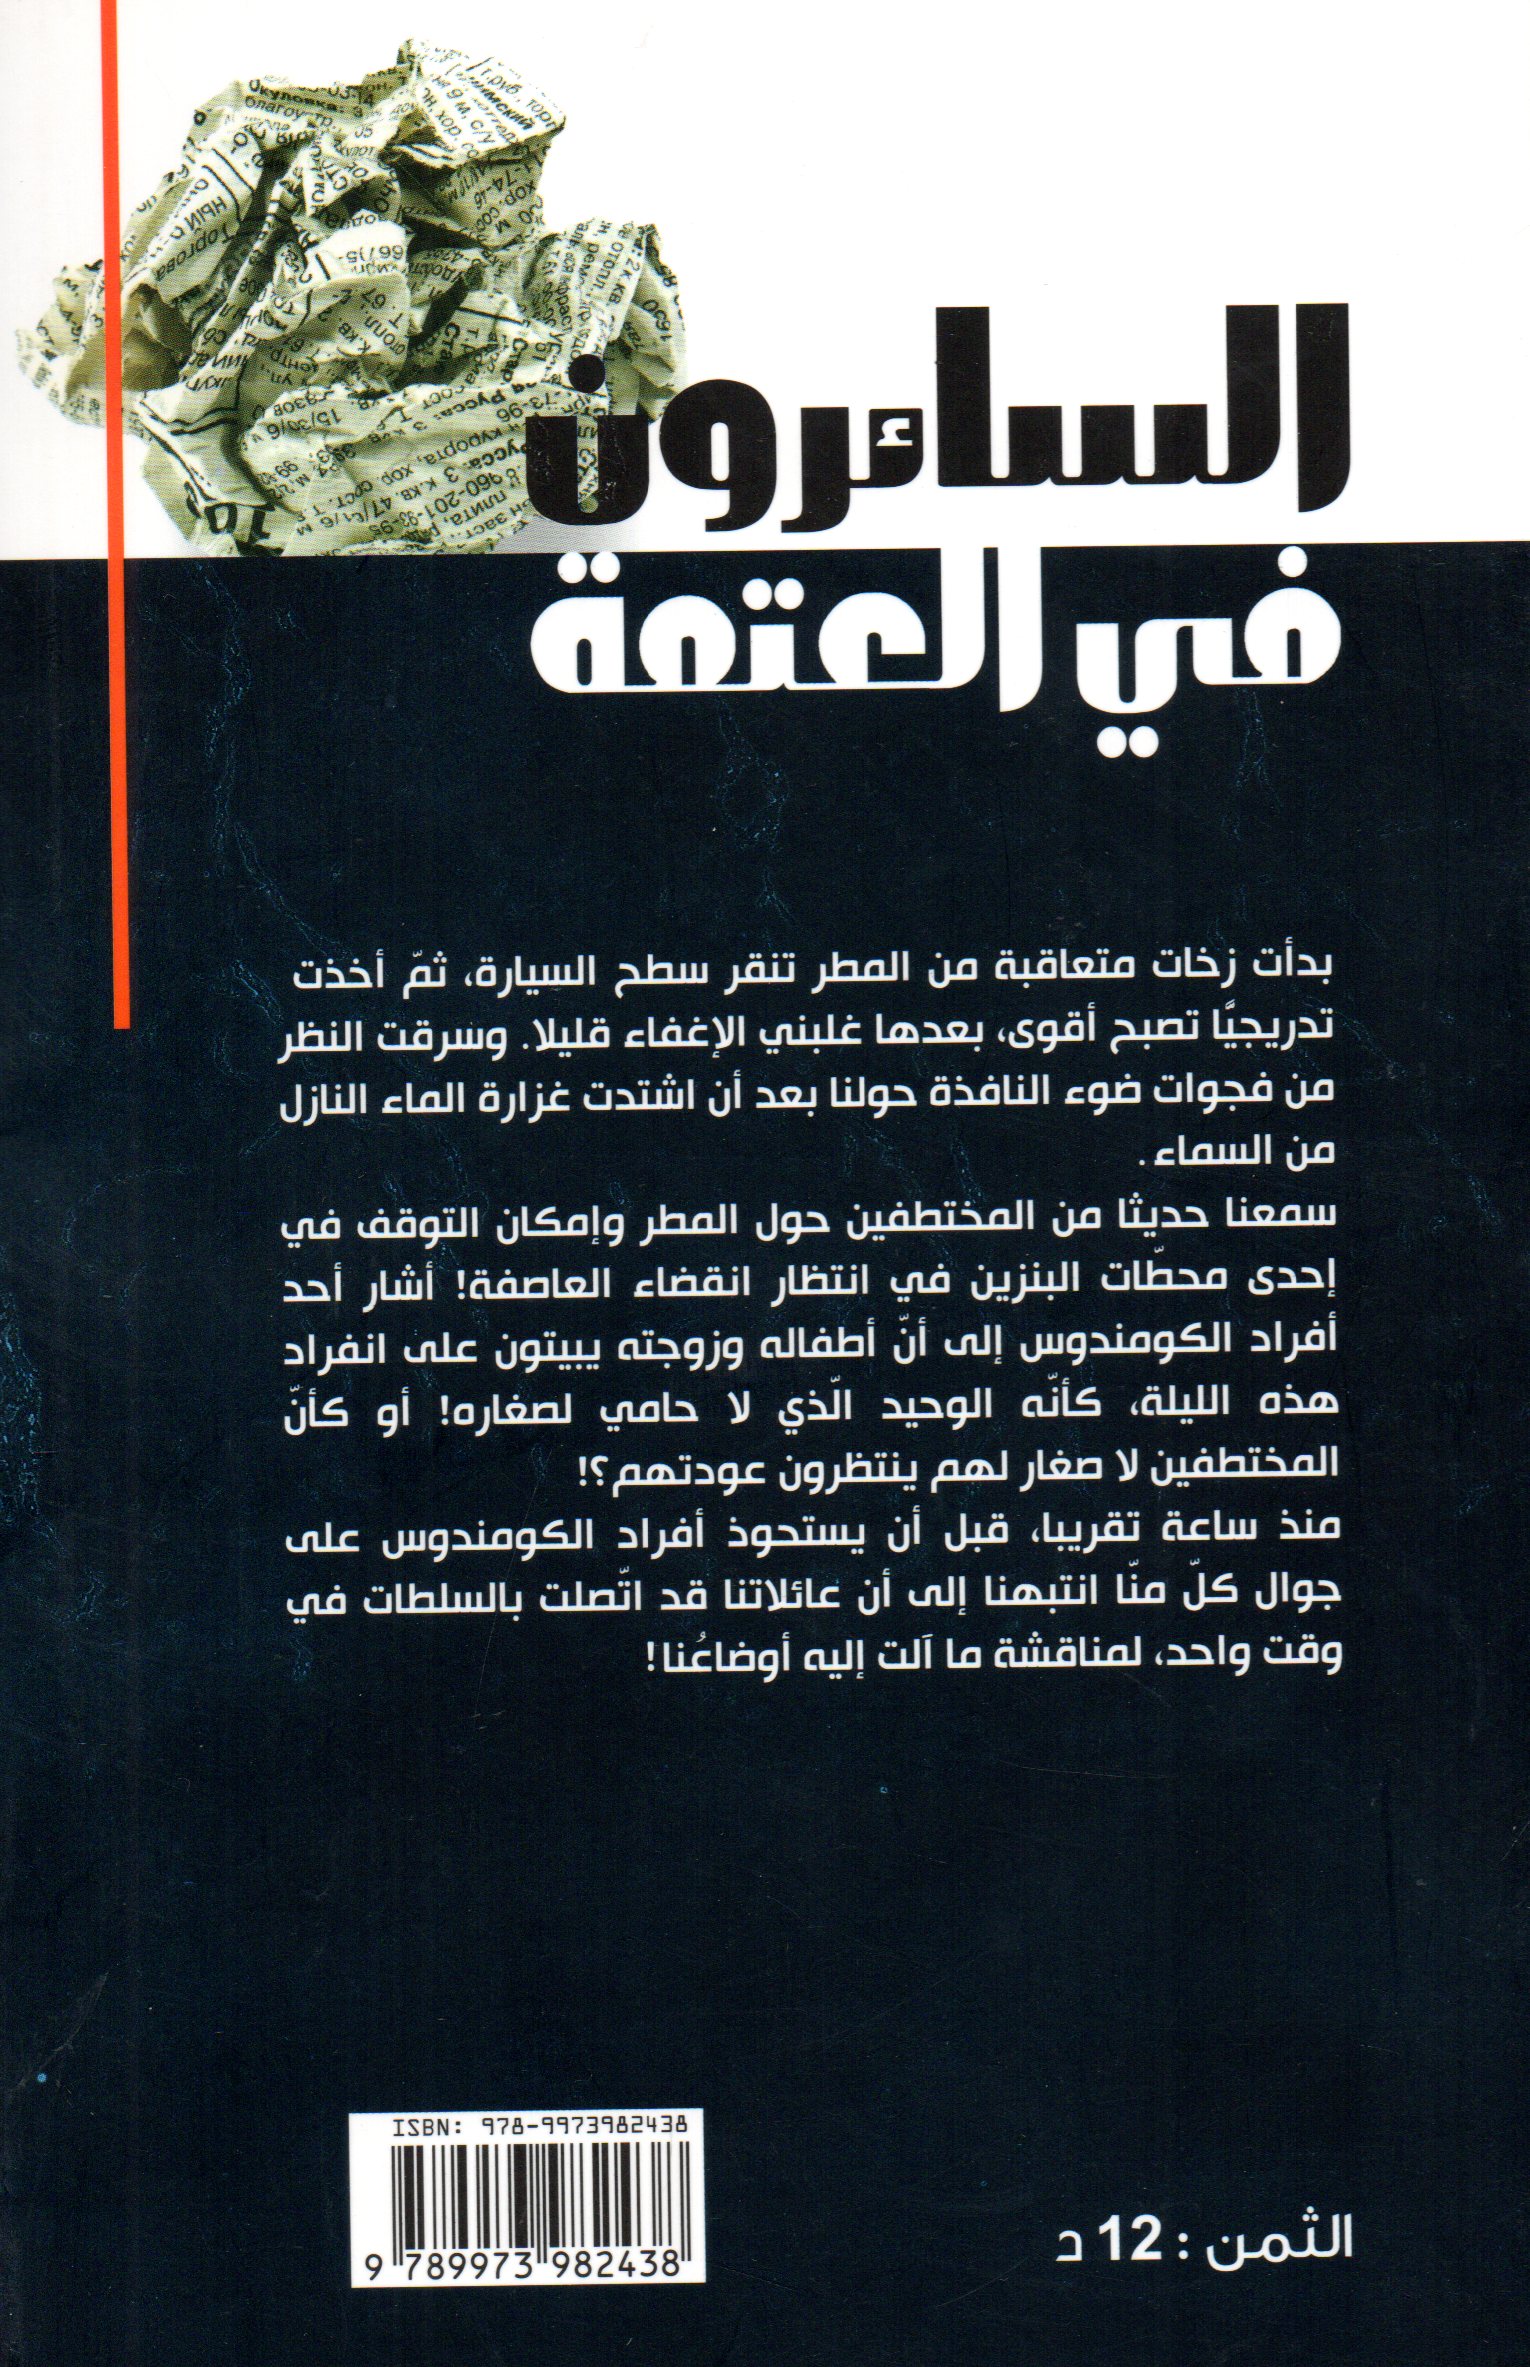 السائرون
في العتمة
بدأت زخات متعاقبة من المطر تنقر سطح السيارة، ثمّ أخذت
تدريجيًّا تصبح أقوى، بعدها غلبني الإغفاء قليلا. وسرقت النظر
من فجوات ضوء النافذة حولنا بعد أن اشتدت غزارة الماء النازل
من السماء.
سمعنا حديثا من المختطفين حول المطر وإمكان التوقف في
إحدى محطّات البنزين في انتظار انقضاء العاصفة! أشار أحد
أفراد الكومندوس إلى أنّ أطفاله وزوجته يبيتون على انفراد
هذه الليلة، كأنّه الوحيد الّذي لا حامي لصغاره! أو كأنّ
المختطفين لا صغار لهم ينتظرون عودتهم؟!
منذ ساعة تقريبا، قبل أن يستحوذ أفراد الكومندوس على
جوال كلّ منّا انتبهنا إلى أن عائلاتنا قد اتّصلت بالسلطات في
وقت واحد، لمناقشة ما آلت إليه أوضاعُنا!
ISBN: 978-9973982438
9 789973 982438
الثمن : 12 د